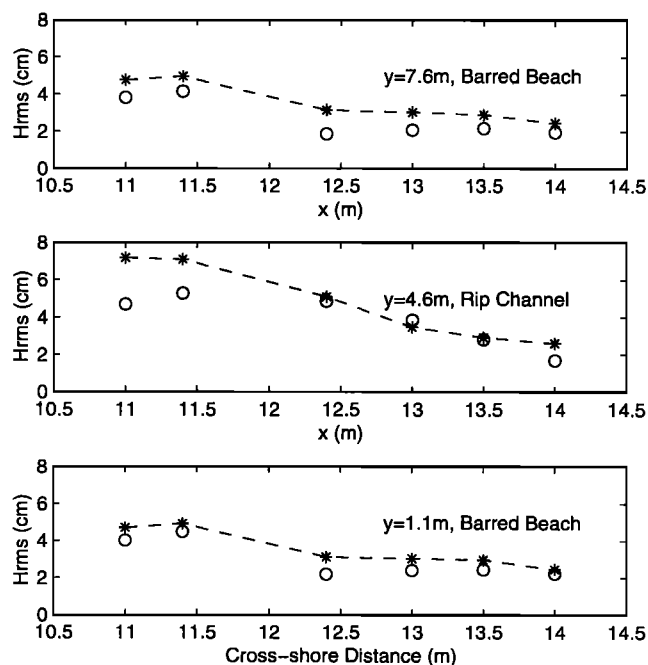 8
6
4
2
0
Hrms (cm)
y=7.6m, Barred Beach
10.5 11 11.5 12 12.5 13 13.5 14 14.5
x (m)
8
6
4
2
0
Hrms (cm)
y=4.6m, Rip Channel
10.5 11 11.5 12 12.5 13 13.5 14 14.5
x (m)
8
6
4
2
0
Hrms (cm)
y=1.1m, Barred Beach
10.5 11 11.5 12 12.5 13 13.5 14 14.5
Cross−shore Distance (m)